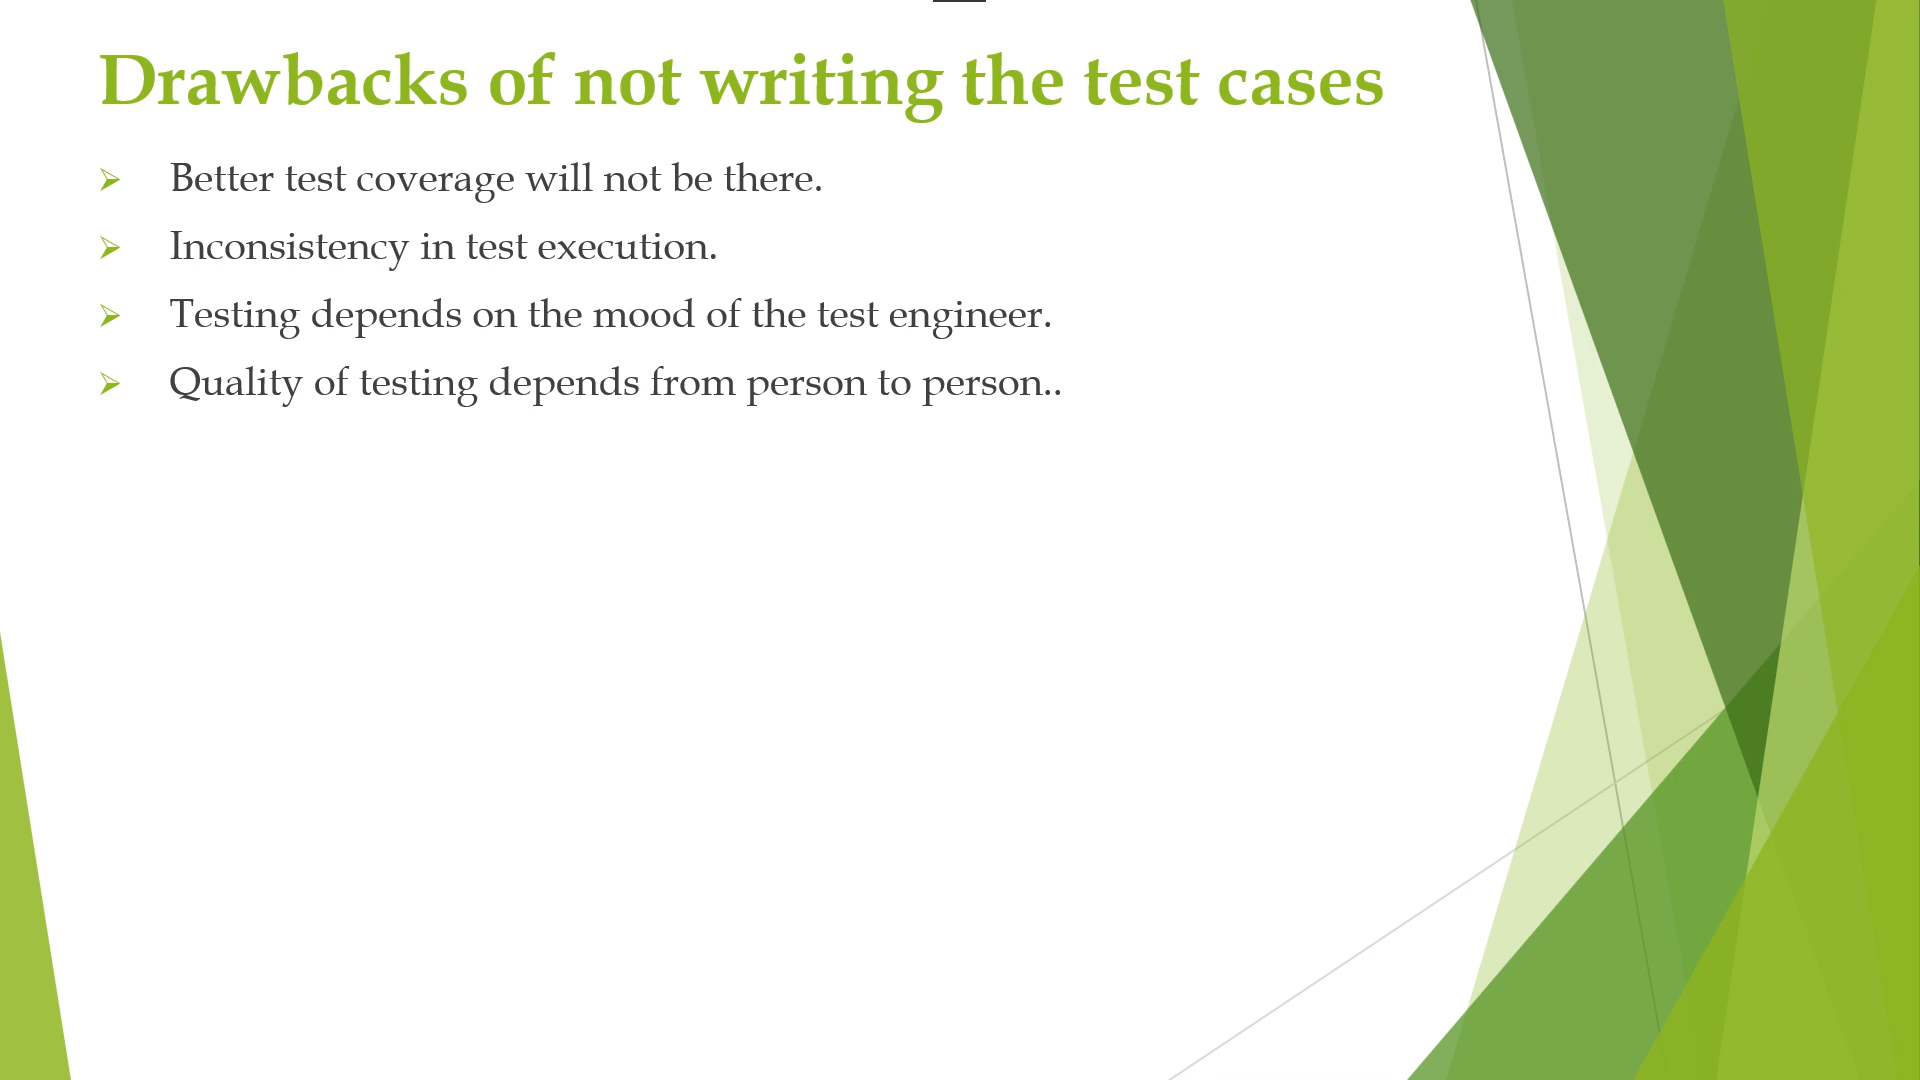 Drawbacks of not writing the test cases
Better test coverage will not be there.
Inconsistency in test execution.
Testing depends on the mood of the test engineer.
Quality of testing depends from person to person..